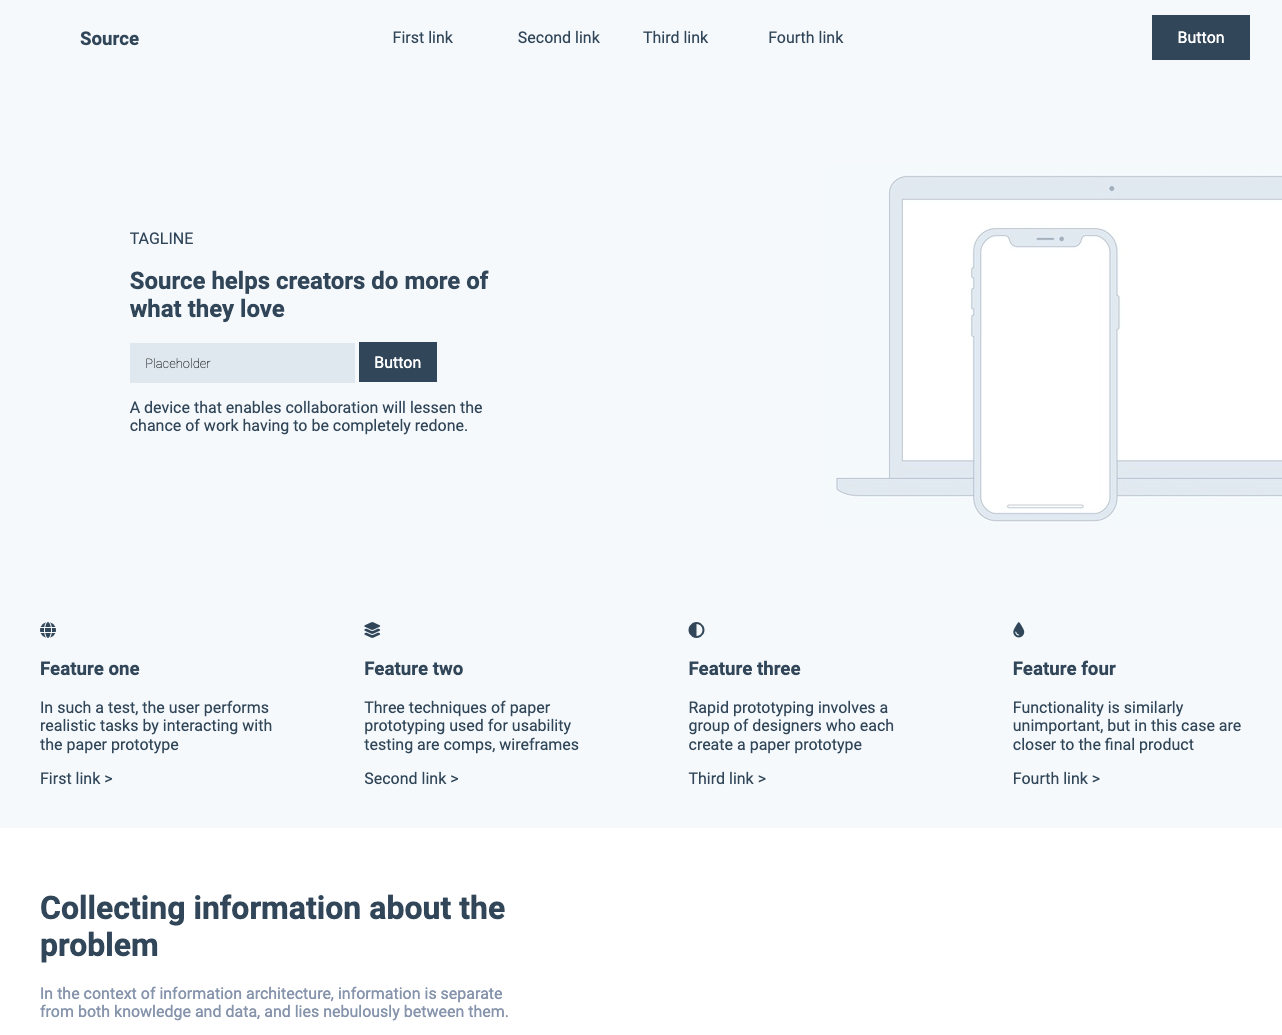 Source
First link
Second link
Third link
Fourth link
Button
TAGLINE
Source helps creators do more of
what they love
Placeholder
Button
A device that enables collaboration will lessen the
chance of work having to be completely redone.
Feature one
In such a test, the user performs
realistic tasks by interacting with
the paper prototype
First link >
Feature two
Three techniques of paper
prototyping used for usability
testing are comps, wireframes
Second link >
Feature three
Rapid prototyping involves a
group of designers who each
create a paper prototype
Third link >
Feature four
Functionality is similarly
unimportant, but in this case are
closer to the final product
Fourth link >
Collecting information about the
problem
In the context of information architecture, information is separate
from both knowledge and data, and lies nebulously between them.